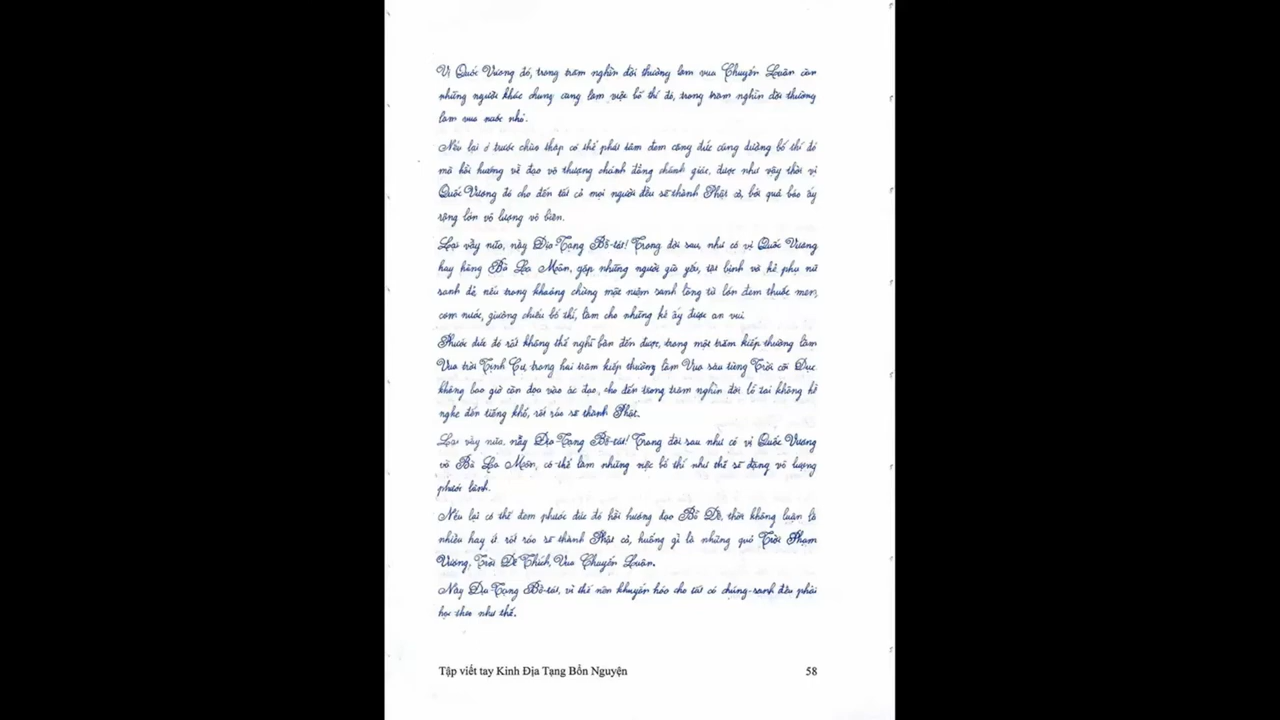 Vị Quốc Vương đó, trong trăm nghìn đời thường làm vua Chuyển Luân còn
những người khác chung cùng làm việc bố thí đó, trong trăm nghìn đời thường
làm vua nước nhỏ.
Nếu lại ở trước chùa tháp có thể phát tâm đem công đức cúng dường bố thí đó
mà hồi hướng về đạo vô thượng chánh đẳng chánh giác, được như vậy thời vị
Quốc Vương đó cho đến tất cả mọi người đều sẽ thành Phật cả, bởi quả báo ấy
rộng lớn vô lượng vô biên.
Lại vầy nữa, này Địa Tạng Bồ-tát! Trong đời sau, như có vị Quốc Vương
hay hàng Bà La Môn, gặp những người già yếu, tật bịnh và kẻ phụ nữ
sanh đẻ, nếu trong khoảng chừng một niệm sanh lòng từ lớn đem thuốc men,
cơm nước, giường chiếu bố thí, làm cho những kẻ ấy được an vui.
Phước đức đó rất không thể nghĩ bàn đến được, trong một trăm kiếp thường làm
Vua trời Tịnh Cư, trong hai trăm kiếp thường làm Vua sáu từng Trời cõi Dục
không bao giờ còn đọa vào ác đạo, cho đến trong trăm nghìn đời lỗ tai không hề
nghe đến tiếng khổ, rốt ráo sẽ thành Phật.
Lại vầy nữa, này Địa Tạng Bồ-tát! Trong đời sau như có vị Quốc Vương
và Bà La Môn, có thể làm những việc bố thí như thế sẽ đặng vô lượng
phước lành.
Nếu lại có thể đem phước đức đó hồi hướng đạo Bồ Đề, thời không luận là
nhiều hay ít rốt ráo sẽ thành Phật cả, huống gì là những quả Trời Phạm
Vương, Trời Đế Thích, Vua Chuyển Luân.
Này Địa Tạng Bồ-tát, vì thế nên khuyến hóa cho tất cả chúng-sanh đều phải
học theo như thế.
Tập viết tay Kinh Địa Tạng Bổn Nguyện 58